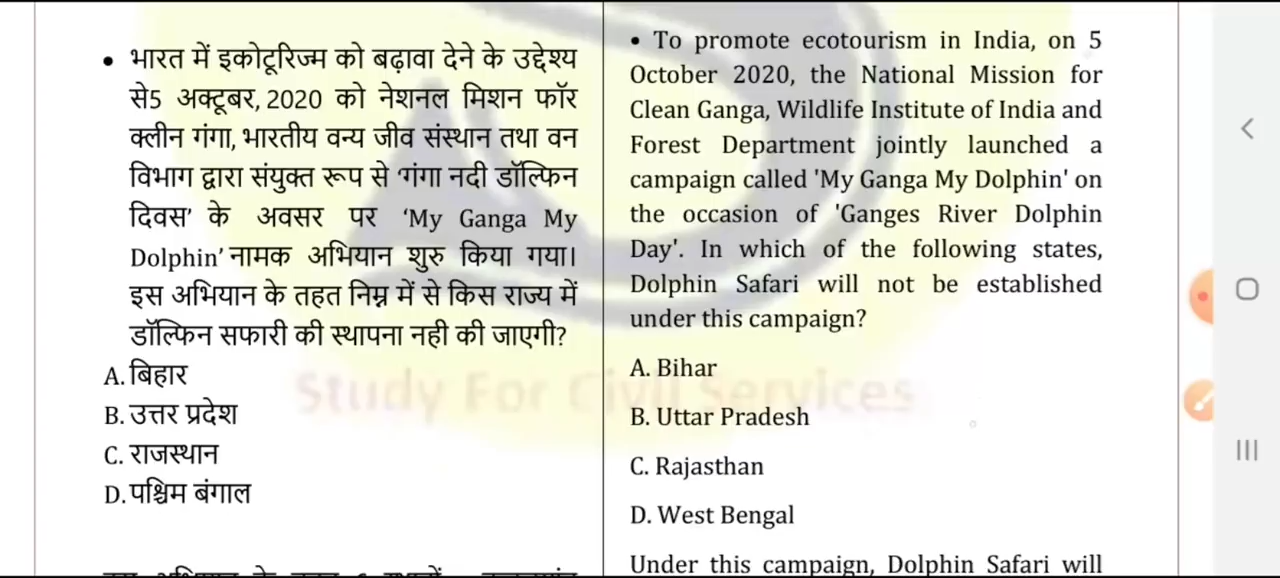 • भारत में इकोटूरिज्म को बढ़ावा देने के उद्देश्य
से5 अक्टूबर, 2020 को नेशनल मिशन फॉर
क्लीन गंगा, भारतीय वन्य जीव संस्थान तथा वन
विभाग द्वारा संयुक्त रूप से ‘गंगा नदी डॉल्फिन
दिवस’ के अवसर पर ‘My Ganga My
Dolphin’ नामक अभियान शुरु किया गया।
इस अभियान के तहत निम्न में से किस राज्य में
डॉल्फिन सफारी की स्थापना नही की जाएगी?
A. बिहार
B. उत्तर प्रदेश
C. राजस्थान
D. पश्चिम बंगाल
• To promote ecotourism in India, on 5
October 2020, the National Mission for
Clean Ganga, Wildlife Institute of India and
Forest Department jointly launched a
campaign called 'My Ganga My Dolphin' on
the occasion of 'Ganges River Dolphin
Day'. In which of the following states,
Dolphin Safari will not be established
under this campaign?
A. Bihar
B. Uttar Pradesh
C. Rajasthan
D. West Bengal
Under this campaign, Dolphin Safari will
Study For Civil Services